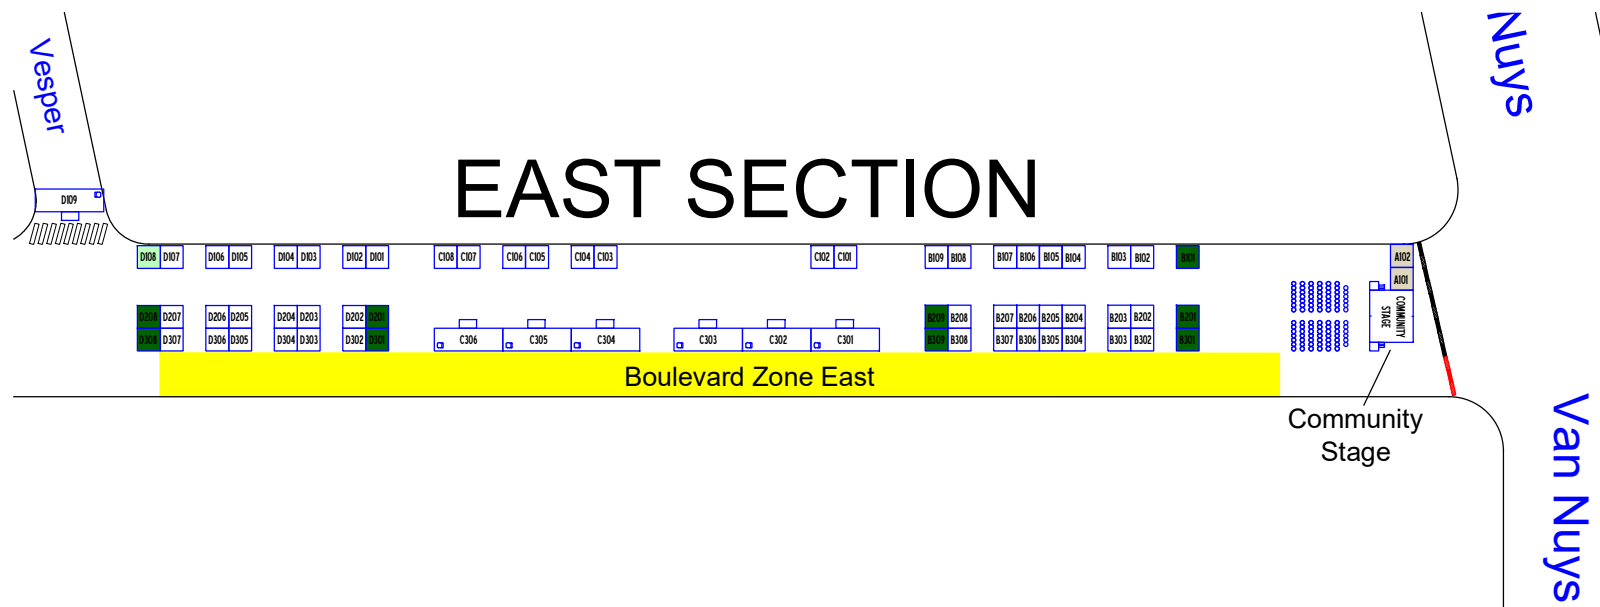 Vesper
Nuys
EAST SECTION
D109
D108 D107 D106 D105 D104 D103 D102 D101 C108 C107 C106 C105 C104 C103 C102 C101 B109 B108 B107 B106 B105 B104 B103 B102 B101 A102
A101
D208 D207 D206 D205 D204 D203 D202 D201 B209 B208 B207 B206 B205 B204 B203 B202 B201
COMMUNITY
STAGE
D308 D307 D306 D305 D304 D303 D302 D301 C306 C305 C304 C303 C302 C301 B309 B308 B307 B306 B305 B304 B303 B302 B301
Boulevard Zone East
Community
Stage
Van Nuys